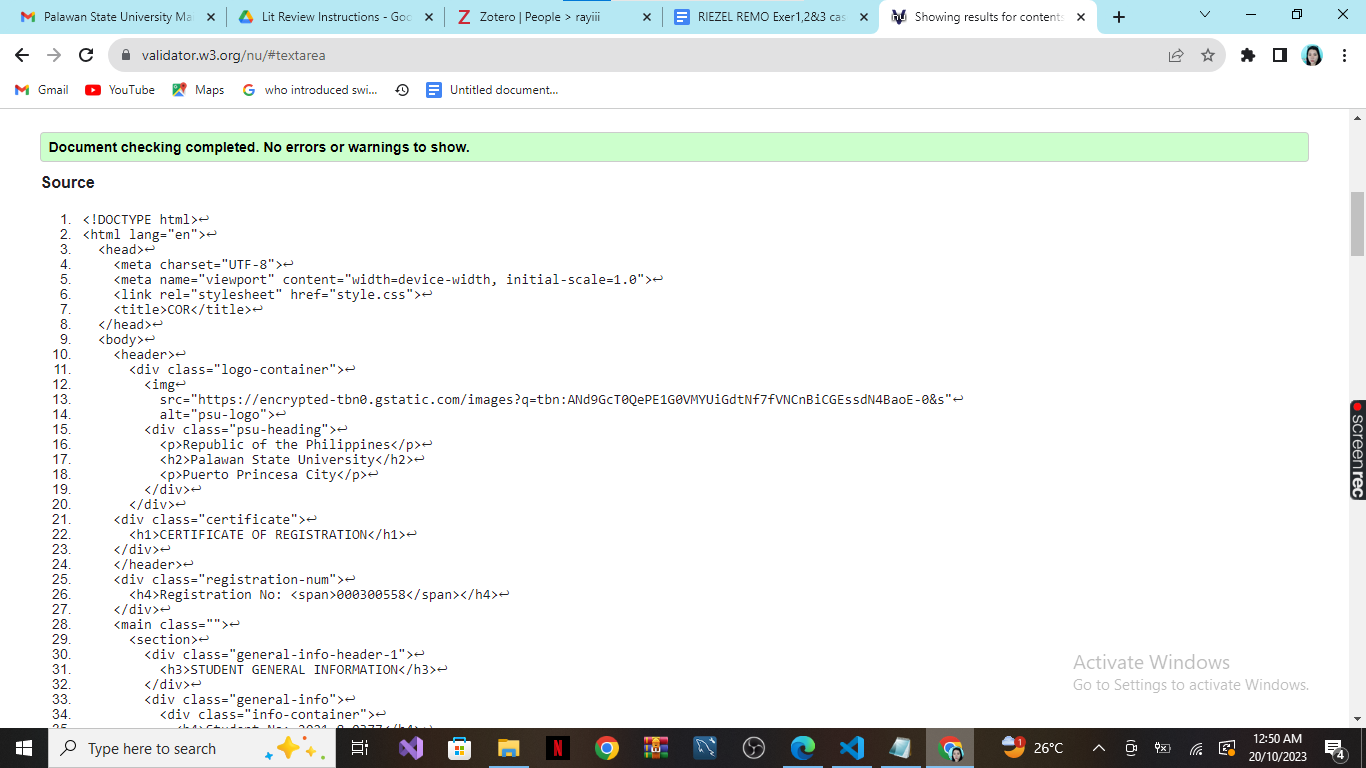 Palawan State University Ma
Lit Review Instructions - Goo
Zotero | People > rayiii
RIEZEL REMO Exer1,2&3 cas
Showing results for contents
validator.w3.org/nu/#textarea
Gmail
YouTube
Maps
who introduced swi...
Untitled document...
Document checking completed. No errors or warnings to show.
Source
1. <!DOCTYPE html>↩
2. <html lang="en">↩
3. <head>↩
4. <meta charset="UTF-8">↩
5. <meta name="viewport" content="width=device-width, initial-scale=1.0">↩
6. <link rel="stylesheet" href="style.css">↩
7. <title>COR</title>↩
8. </head>↩
9. <body>↩
10. <header>↩
11. <div class="logo-container">↩
12. <img↩
13. src="https://encrypted-tbn0.gstatic.com/images?q=tbn:ANd9GcT0QePE1G0VMYUiGdtNf7fVNCnBiCGEssdN4BaoE-0&s"↩
14. alt="psu-logo">↩
15. <div class="psu-heading">↩
16. <p>Republic of the Philippines</p>↩
17. <h2>Palawan State University</h2>↩
18. <p>Puerto Princesa City</p>↩
19. </div>↩
20. </div>↩
21. <div class="certificate">↩
22. <h1>CERTIFICATE OF REGISTRATION</h1>↩
23. </div>↩
24. </header>↩
25. <div class="registration-num">↩
26. <h4>Registration No: <span>000300558</span></h4>↩
27. </div>↩
28. <main class="">↩
29. <section>↩
30. <div class="general-info-header-1">↩
31. <h3>STUDENT GENERAL INFORMATION</h3>↩
32. </div>↩
33. <div class="general-info">↩
34. <div class="info-container">↩
screenrec
Activate Windows
Go to Settings to activate Windows.
Type here to search
26°C
12:50 AM
20/10/2023
4